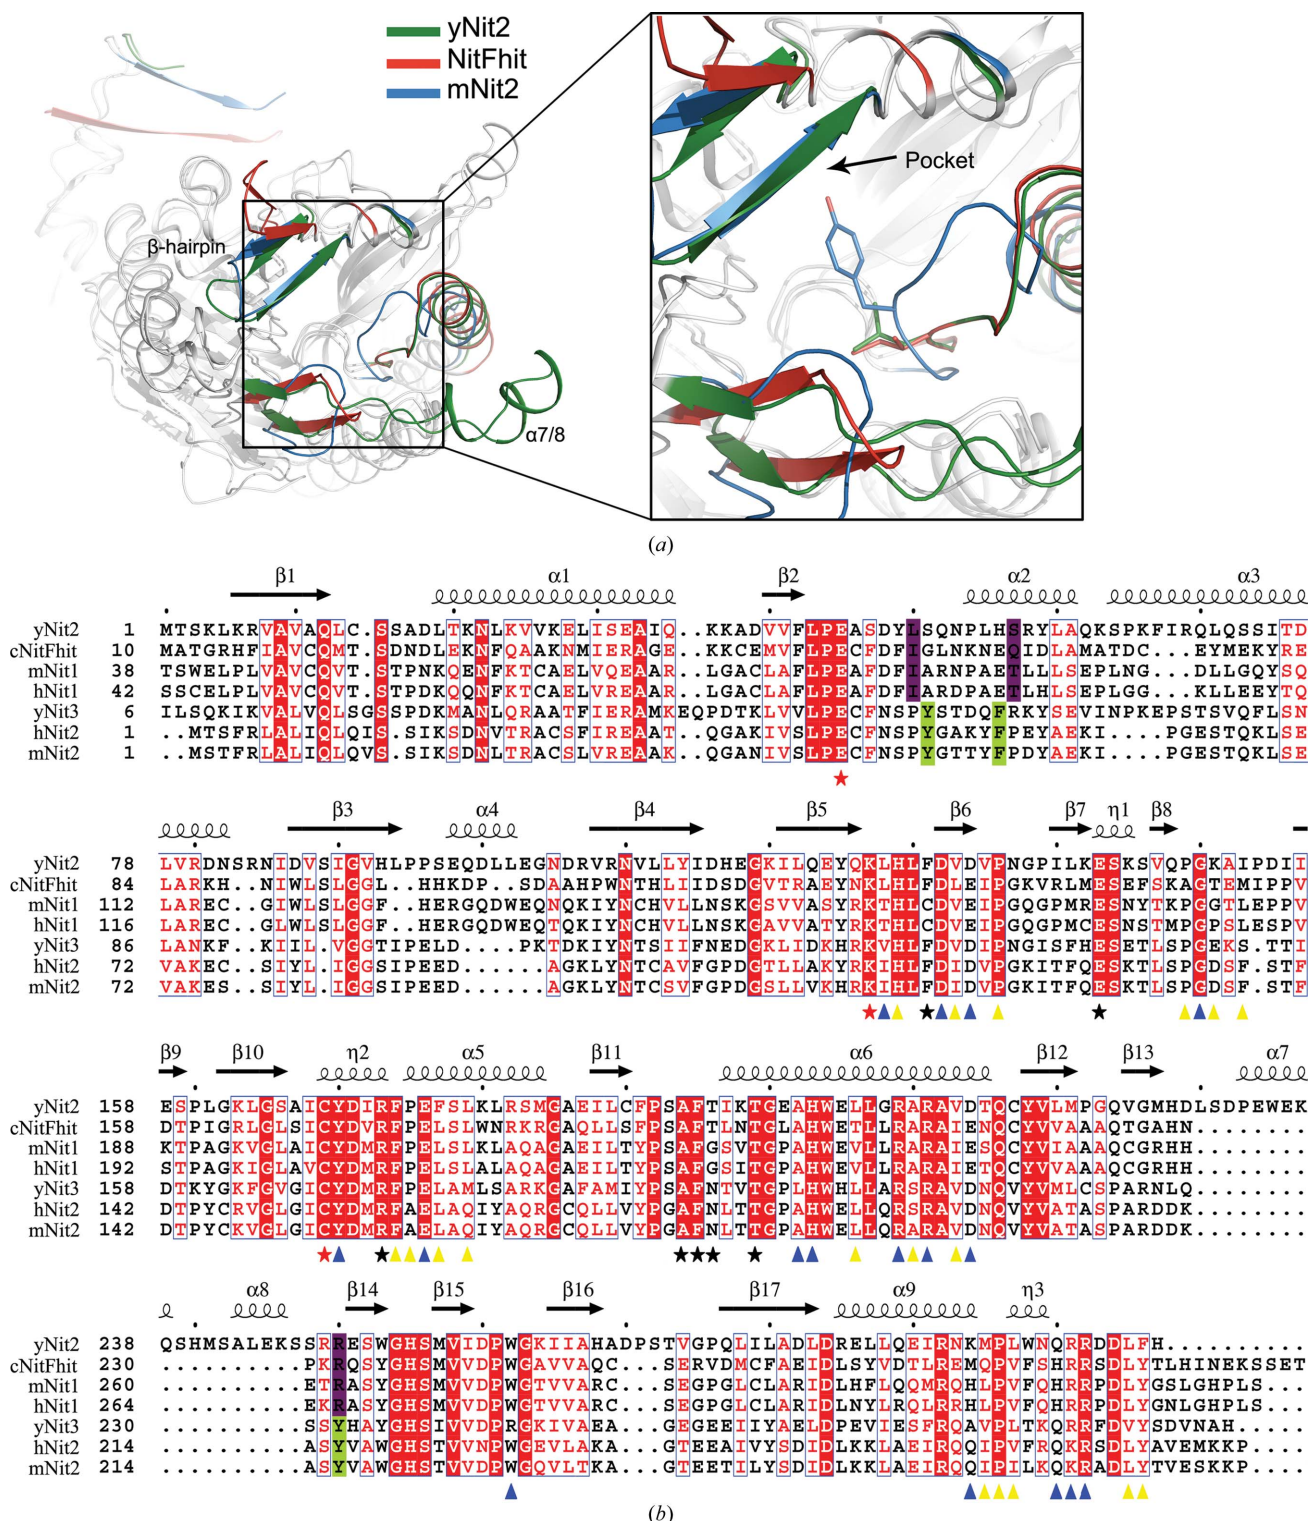 yNit2
NitFhit
mNit2
β-hairpin
α7/8
Pocket
(a)
β1 α1 β2 α2 α3
yNit2 1 MTSKLKRVAVAQLC.SSADLTKNLKVVKELISEAIQ..KKADVVFLPEASDYLSQNPLHSRYLAQKSPKFIRQLQSSITD
cNitFhit 10 MATGRHFIAVCQMT.SDNDLEKNFQAAKNMIERAGE..KKCEMVFLPECFDFIGLNKNEQIDLAMATDC...EYMEKYRE
mNit1 38 TSWELPLVAVCQVT.STPNKQENFKTCAELVQEAAR..LGACLAFLPEAFDFIARNPAETLLLSEPLNG...DLLGQYSQ
hNit1 42 SSCELPLVAVCQVT.STPDKQQNFKTCAELVREAAR..LGACLAFLPEAFDFIARDPAETLHLSEPLGG...KLLEEYTQ
yNit3 6 ILSQKIKVALVQLSGSSPDKMANLQRAATFIERAMKEQPDTKLVVLPECFNSPYSTDQFRKYSEVINPKEPSTSVQFLSN
hNit2 1 ..MTSFRLALIQLQIS.SIKSDNVTRACSFIREAAT..QGAKIVSLPECFNSPYGAKYFPEYAEKI....PGESTQKLSE
mNit2 1 ..MSTFRLALIQLQVS.SIKSDNLTRACSLVREAAK..QGANIVSLPECFNSPYGTTYFPDYAEKI....PGESTQKLSE
β3 α4 β4 β5 β6 β7 η1 β8
yNit2 78 LVRDNSRNIDVSIGVHLPPSEQDLLEGNDRVRNVLLYIDHEGKILQEYQKLHLFDVDVPNGPILKESKSVQPGKAIPDII
cNitFhit 84 LARKH..NIWLSLGGL..HHKDP..SDAAHPWNTHLIIDSDGVTRAEYNKLHLFDLEIPGKVRLMESEFSKAGTEMIPPV
mNit1 112 LAREC..GIWLSLGGF..HERGQDWEQNQKIYNCHVLLNSKGSVVASYRKTHLCDVEIPGQGPMRESNYTKPGGTLEPPV
hNit1 116 LAREC..GLWLSLGGF..HERGQDWEQTQKIYNCHVLLNSKGAVVATYRKTHLCDVEIPGQGPMCESNSTMPGPSLESPV
yNit3 86 LANKF..KIIL.VGGTIPELD....PKTDKIYNTSIIFNEDGKLIDKHRKVHLFDVDIPNGISFHESETLSPGEKS.TTI
hNit2 72 VAKEC..SIYL.IGGSIPEED......AGKLYNTCAVFGPDGTLLAKYRKIHLFDIDVPGKITFQESKTLSPGDSF.STF
mNit2 72 VAKES..SIYL.IGGSIPEED......AGKLYNTCSVFGPDGSLLVKHRKIHLFDIDVPGKITFQESKTLSPGDSF.STF
β9 β10 η2 α5 β11 α6 β12 β13 α7
yNit2 158 ESPLGKLGSAICYDIRFPEFSLKLRSMGAEILCFPSAFTIKTGEAHWELLGRARAVDTQCYVLMPGQVGMHDLSDPEWEK
cNitFhit 158 DTPIGRLGLSICYDVRFPELSLWNRKRGAQLLSFPSAFTLNTGLAHWETLLRARAIENQCYVVAAAQTGAHN........
mNit1 188 KTPAGKVGLAICYDMRFPELSLKLAQAGAEILTYPSAFGSVTGPAHWEVLLRARAIESQCYVIAAAQCGRHH........
hNit1 192 STPAGKIGLAVCYDMRFPELSLALAQAGAEILTYPSAFGSITGPAHWEVLLRARAIETQCYVVAAAQCGRHH........
yNit3 158 DTKYGKFGVGICYDMRFPELAMLSARKGAFAMIYPSAFNTVTGPLHWHLLARSRAVDNQVYVMLCSPARNLQ........
hNit2 142 DTPYCRVGLGICYDMRFAELAQIYAQRGCQLLVYPGAFNLTTGPAHWELLQRSRAVDNQVYVATASPARDDK........
mNit2 142 DTPYCKVGLGICYDMRFAELAQIYAQRGCQLLVYPGAFNLTTGPAHWELLQRARAVDNQVYVATASPARDDK........
α8 β14 β15 β16 β17 α9 η3
yNit2 238 QSHMSALEKSSRRESWGHSMVIDPWGKIIAHADPSTVGPQLILADLDRELLQEIRNKMPLWNQRRDDLFH.........
cNitFhit 230 ..........PKRQSYGHSMVVDPWGAVVAQC...SERVDMCFAEIDLSYVDTLREMQPVFSHRRSDLYTLHINEKSSET
mNit1 260 ..........ETRASYGHSMVVDPWGTVVARC...SEGPGLCLARIDLHFLQQMRQHLPVFQHRRPDLYGSLGHPLS...
hNit1 264 ..........EKRASYGHSMVVDPWGTVVARC...SEGPGLCLARIDLNYLRQLRRHLPVFQHRRPDLYGNLGHPLS...
yNit3 230 ..........SSYHAYGHSIVVDPRGKIVAEA...GEGEEIIYAELDPEVIESFRQAVPLTKQRRFDVYSDVNAH.....
hNit2 214 ..........ASYVAWGHSTVVNPWGEVLAKA...GTEEAIVYSDIDLKKLAEIRQQIPVFRQKRSDLYAVEMKKP....
mNit2 214 ..........ASYVAWGHSTVVDPWGQVLTKA...GTEETILYSDIDLKKLAEIRQQIPILKQKRADLYTVESKKP....
(b)